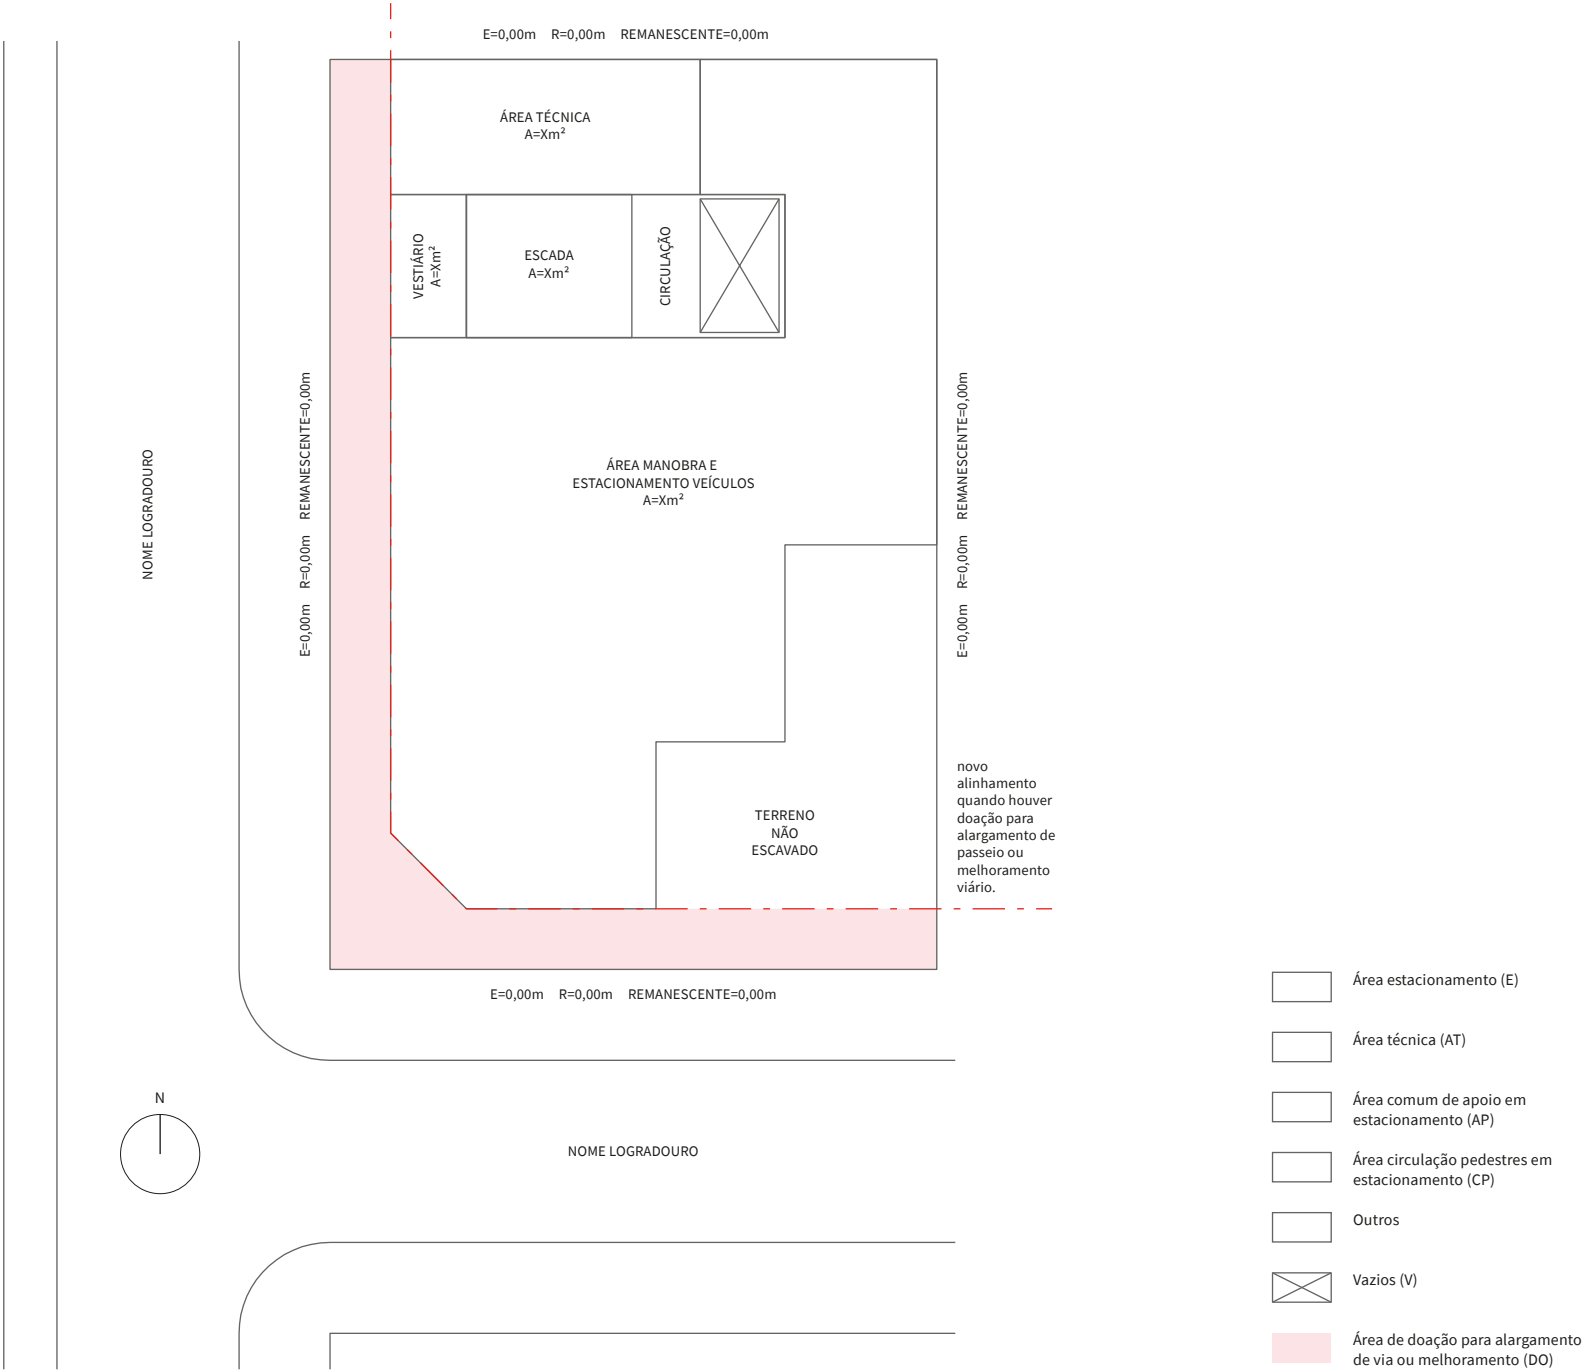 E=0,00m R=0,00m REMANESCENTE=0,00m
ÁREA TÉCNICA
A=Xm²
VESTIÁRIO
A=Xm²
ESCADA
A=Xm²
CIRCULAÇÃO
NOME LOGRADOURO
E=0,00m R=0,00m REMANESCENTE=0,00m
ÁREA MANOBRA E
ESTACIONAMENTO VEÍCULOS
A=Xm²
E=0,00m R=0,00m REMANESCENTE=0,00m
novo
alinhamento
quando houver
doação para
alargamento de
passeio ou
melhoramento
viário.
TERRENO
NÃO
ESCAVADO
E=0,00m R=0,00m REMANESCENTE=0,00m
N
NOME LOGRADOURO
Área estacionamento (E)
Área técnica (AT)
Área comum de apoio em
estacionamento (AP)
Área circulação pedestres em
estacionamento (CP)
Outros
Vazios (V)
Área de doação para alargamento
de via ou melhoramento (DO)